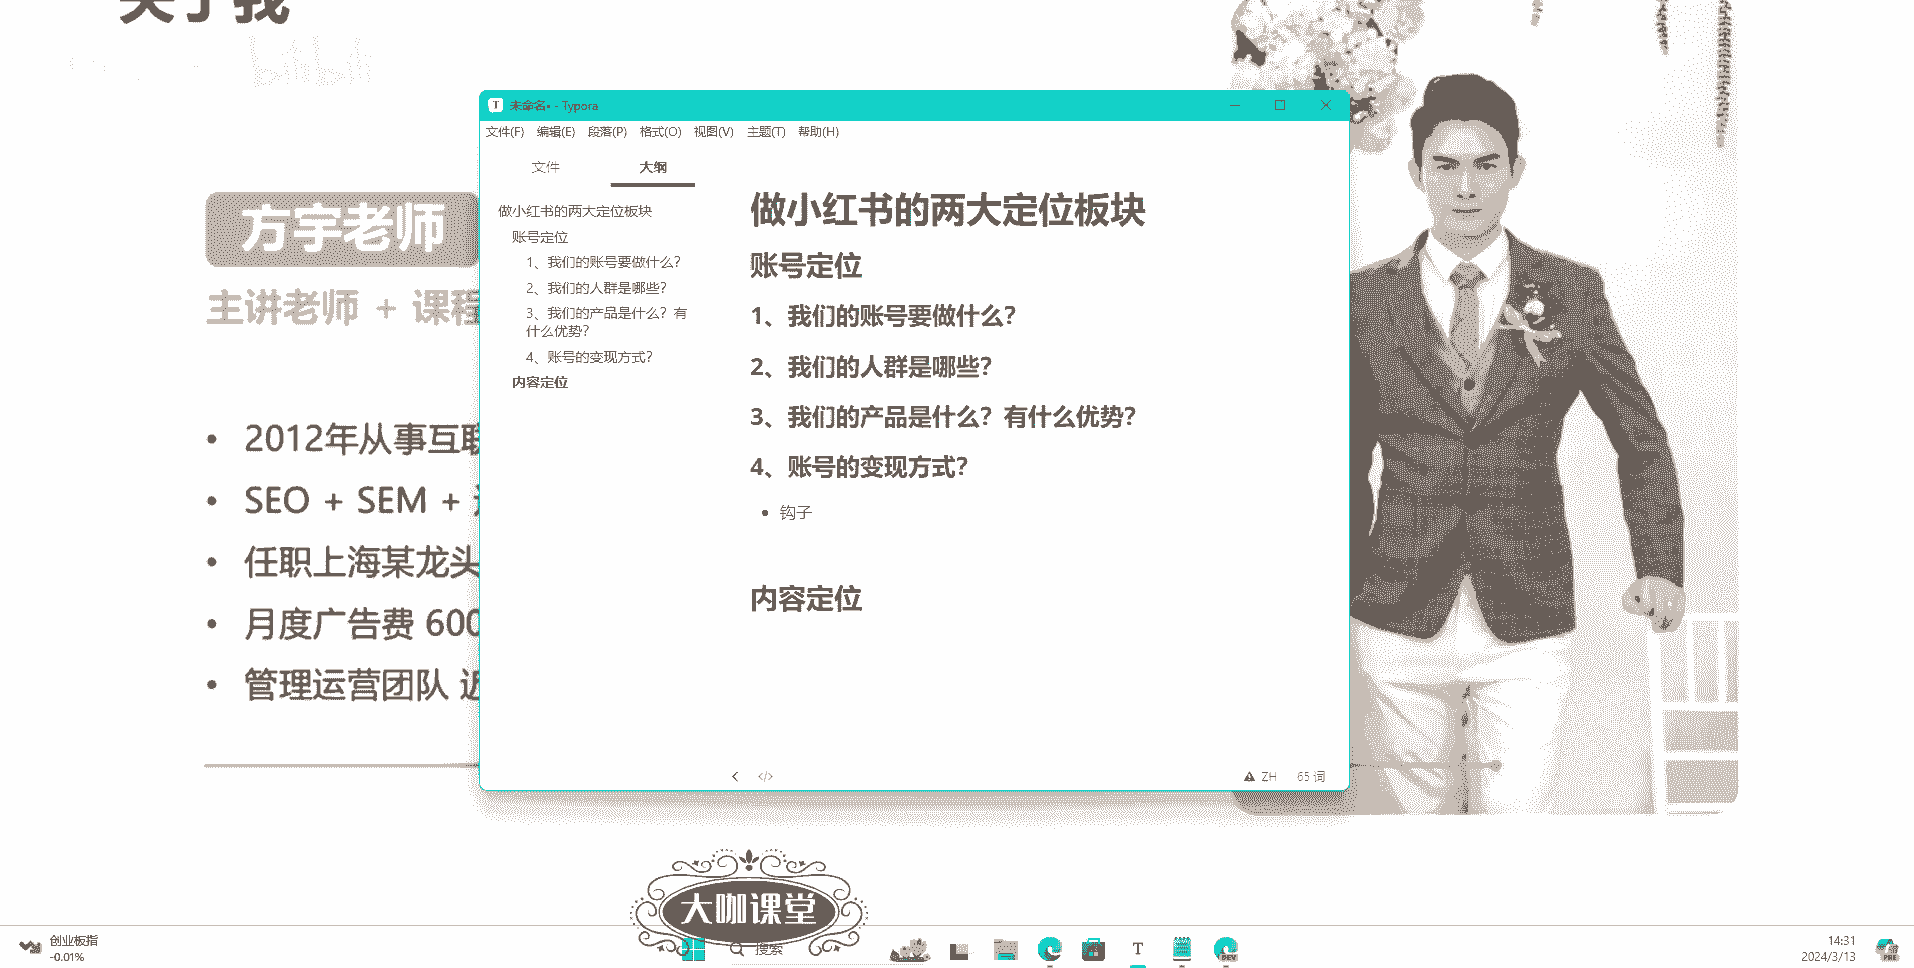 关于我
bilibili
方宇老师
主讲老师 + 课程
• 2012年从事互联
• SEO + SEM +
• 任职上海某龙头
• 月度广告费 600
• 管理运营团队 近
未命名• - Typora
文件(F) 编辑(E) 段落(P) 格式(O) 视图(V) 主题(T) 帮助(H)
文件 大纲
做小红书的两大定位板块
账号定位
1、我们的账号要做什么？
2、我们的人群是哪些？
3、我们的产品是什么？有
什么优势？
4、账号的变现方式？
内容定位
做小红书的两大定位板块
账号定位
1、我们的账号要做什么？
2、我们的人群是哪些？
3、我们的产品是什么？有什么优势？
4、账号的变现方式？
• 钩子
内容定位
ZH 65 词
大咖课堂
创业板指
-0.01%
搜索
T
DEV
14:31
2024/3/13
PRE